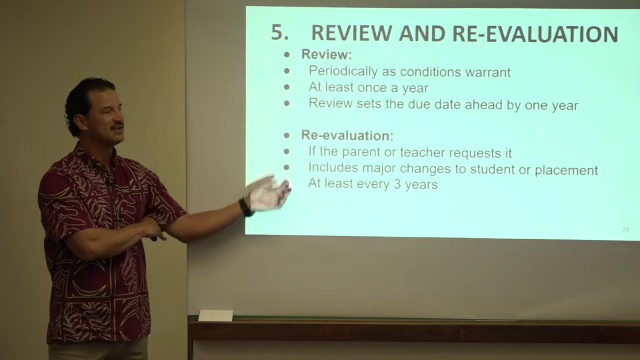 5. REVIEW AND RE-EVALUATION
● Review:
● Periodically as conditions warrant
● At least once a year
● Review sets the due date ahead by one year
● Re-evaluation:
● If the parent or teacher requests it
● Includes major changes to student or placement
At least every 3 years